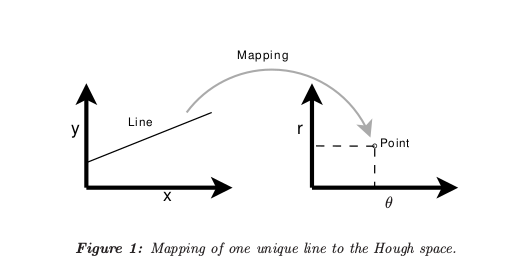 Mapping
Line
y
x
r
Point
θ
Figure 1: Mapping of one unique line to the Hough space.